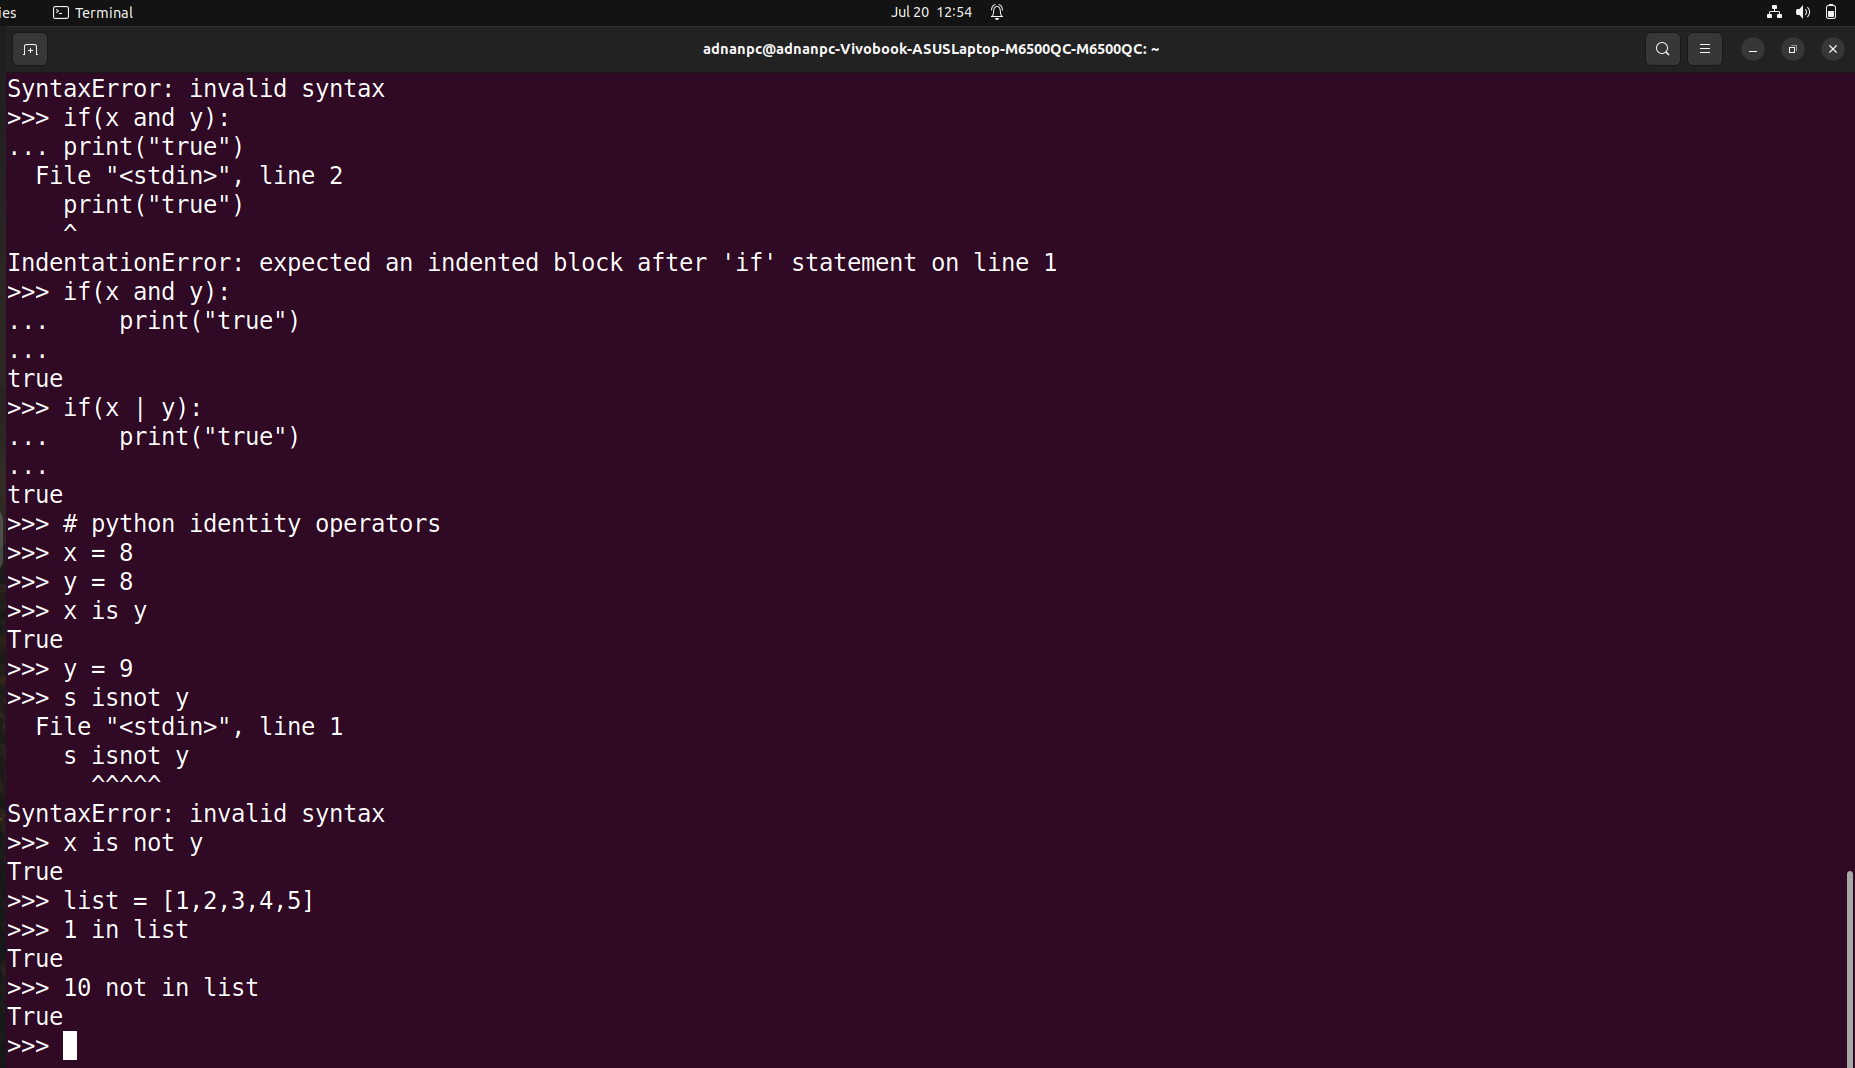 ies Terminal Jul 20 12:54
adnanpc@adnanpc-Vivobook-ASUSLaptop-M6500QC-M6500QC: ~
SyntaxError: invalid syntax
>>> if(x and y):
... print("true")
  File "<stdin>", line 2
    print("true")
    ^
IndentationError: expected an indented block after 'if' statement on line 1
>>> if(x and y):
...     print("true")
...
true
>>> if(x | y):
...     print("true")
...
true
>>> # python identity operators
>>> x = 8
>>> y = 8
>>> x is y
True
>>> y = 9
>>> s isnot y
  File "<stdin>", line 1
    s isnot y
      ^^^^^
SyntaxError: invalid syntax
>>> x is not y
True
>>> list = [1,2,3,4,5]
>>> 1 in list
True
>>> 10 not in list
True
>>>